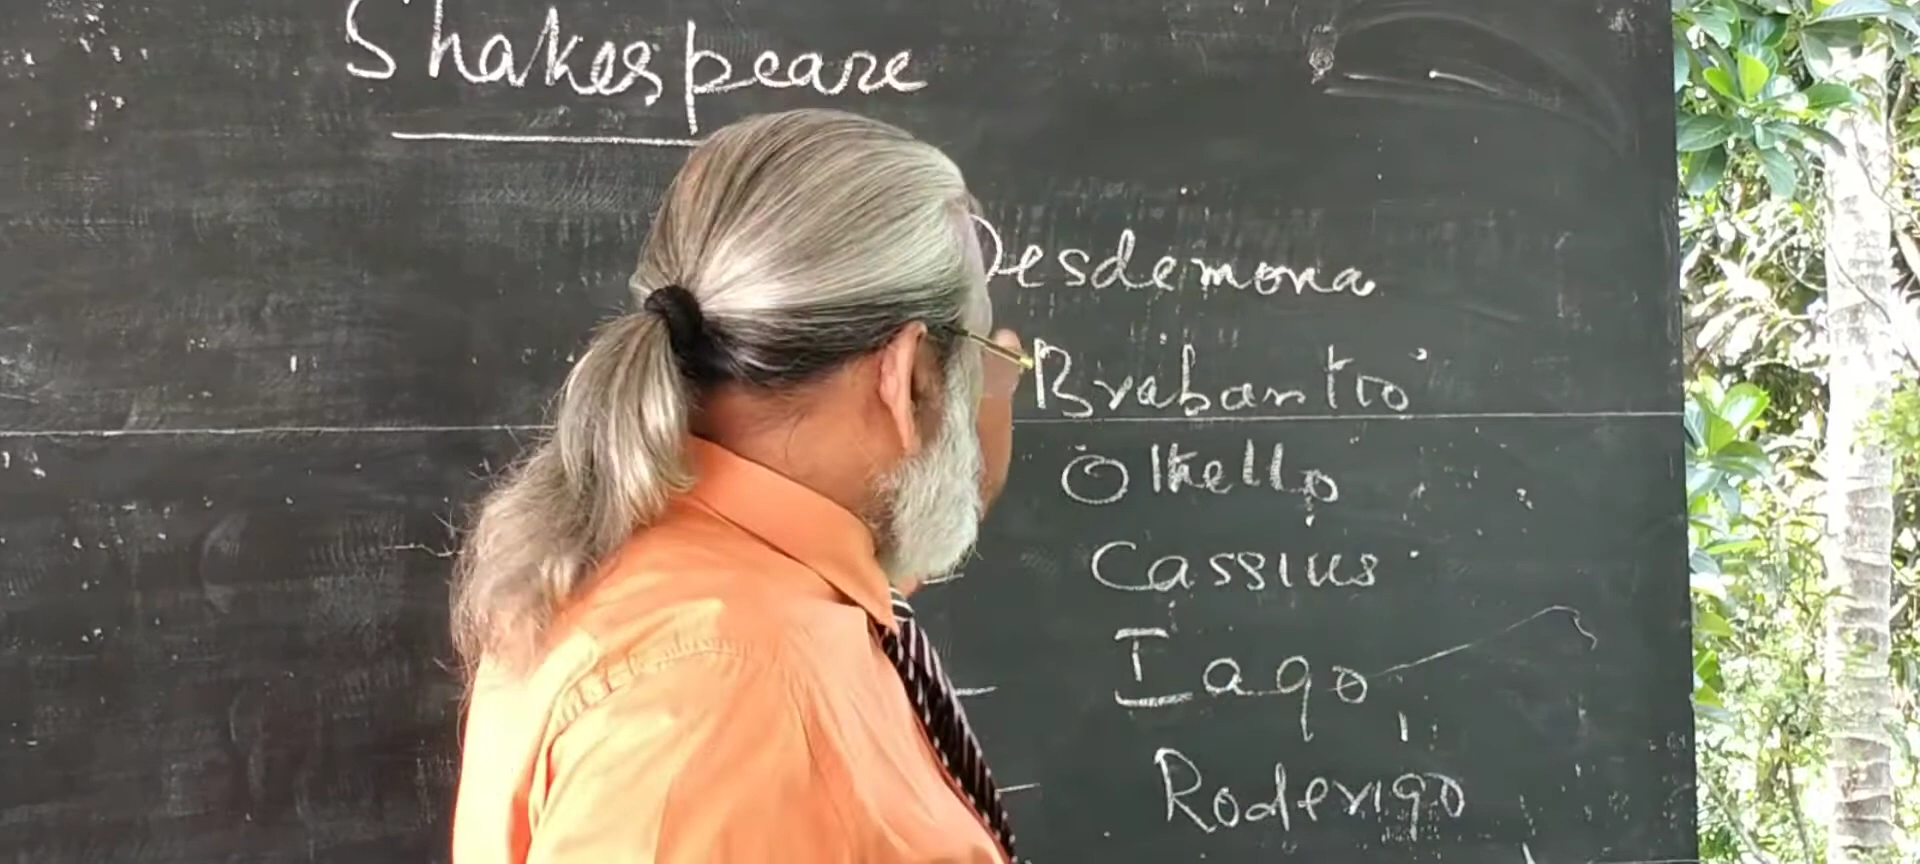 Shakespeare
Desdemona
Brabantio
Othello
Cassius
Iago
Roderigo